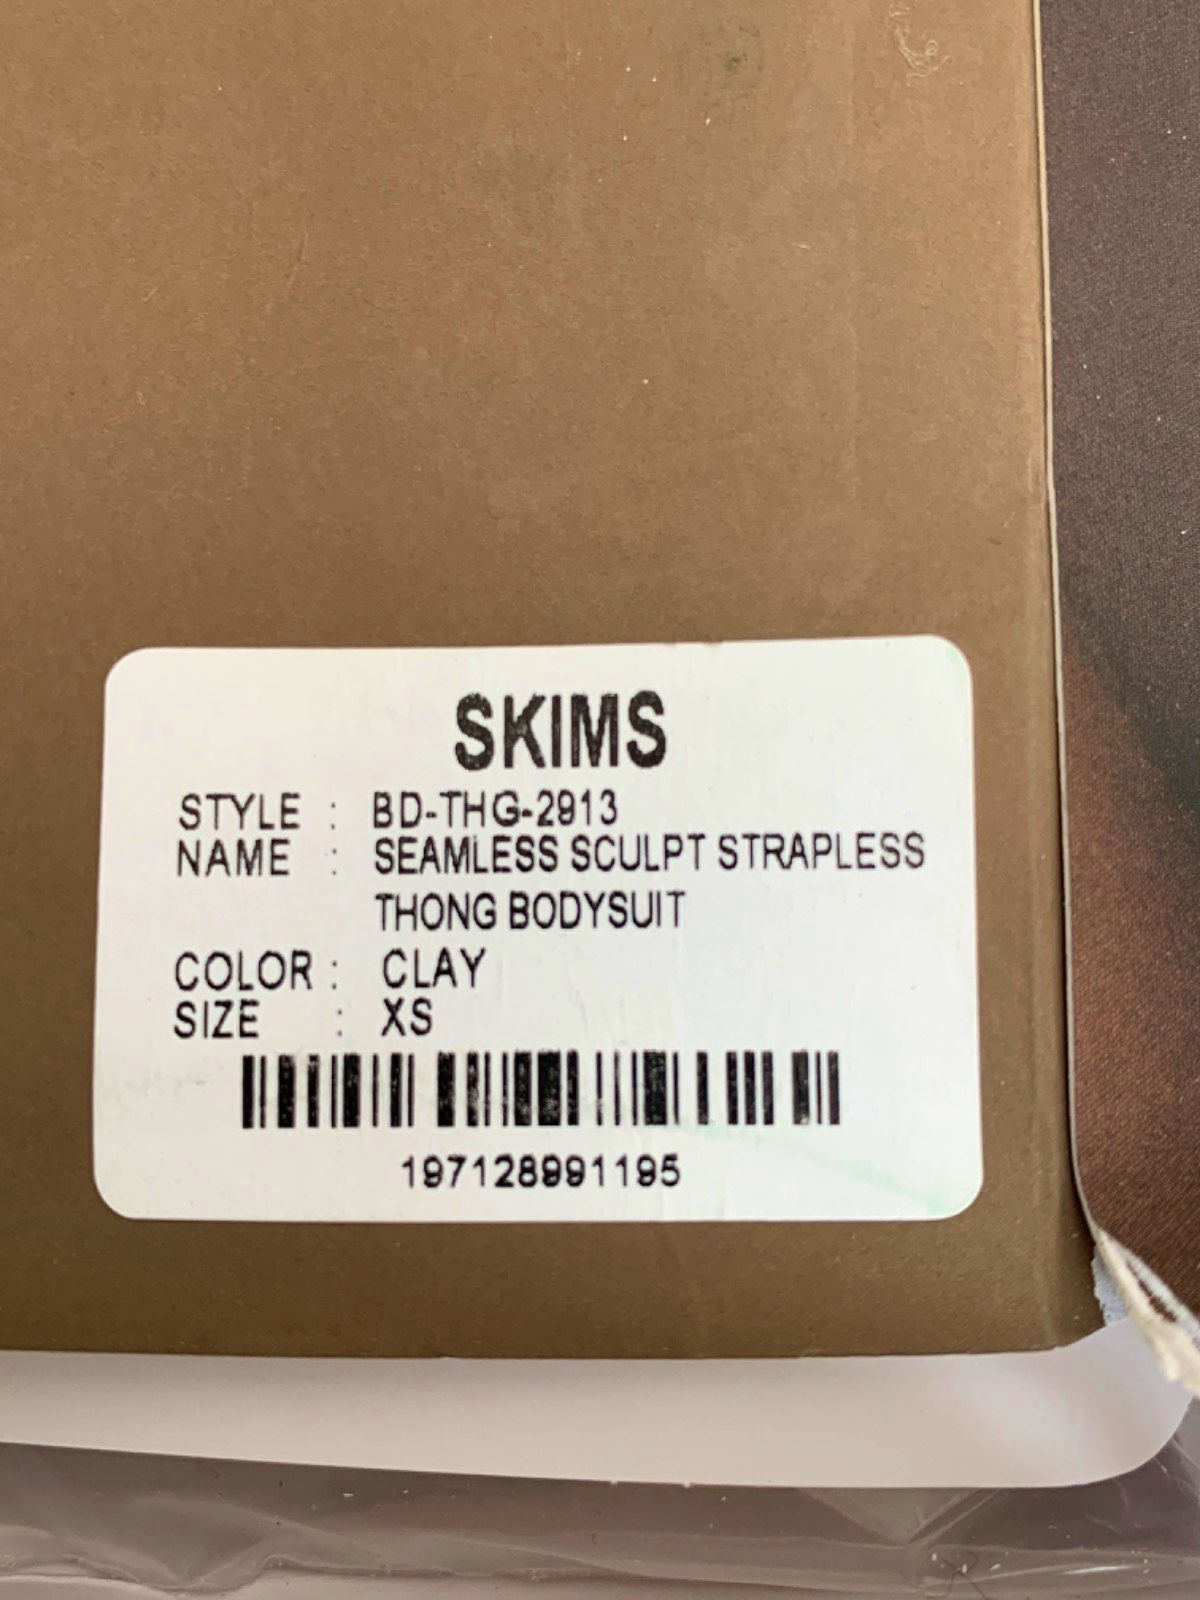 SKIMS
STYLE : BD-THG-2913
NAME : SEAMLESS SCULPT STRAPLESS
THONG BODYSUIT
COLOR : CLAY
SIZE : XS
197128991195